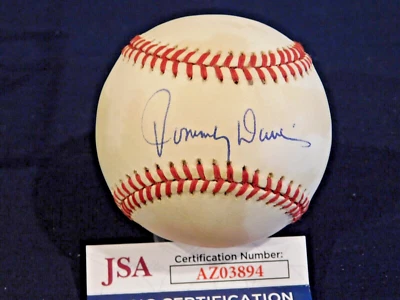 Tommy Davis
JSA
Certification Number:
AZ03894